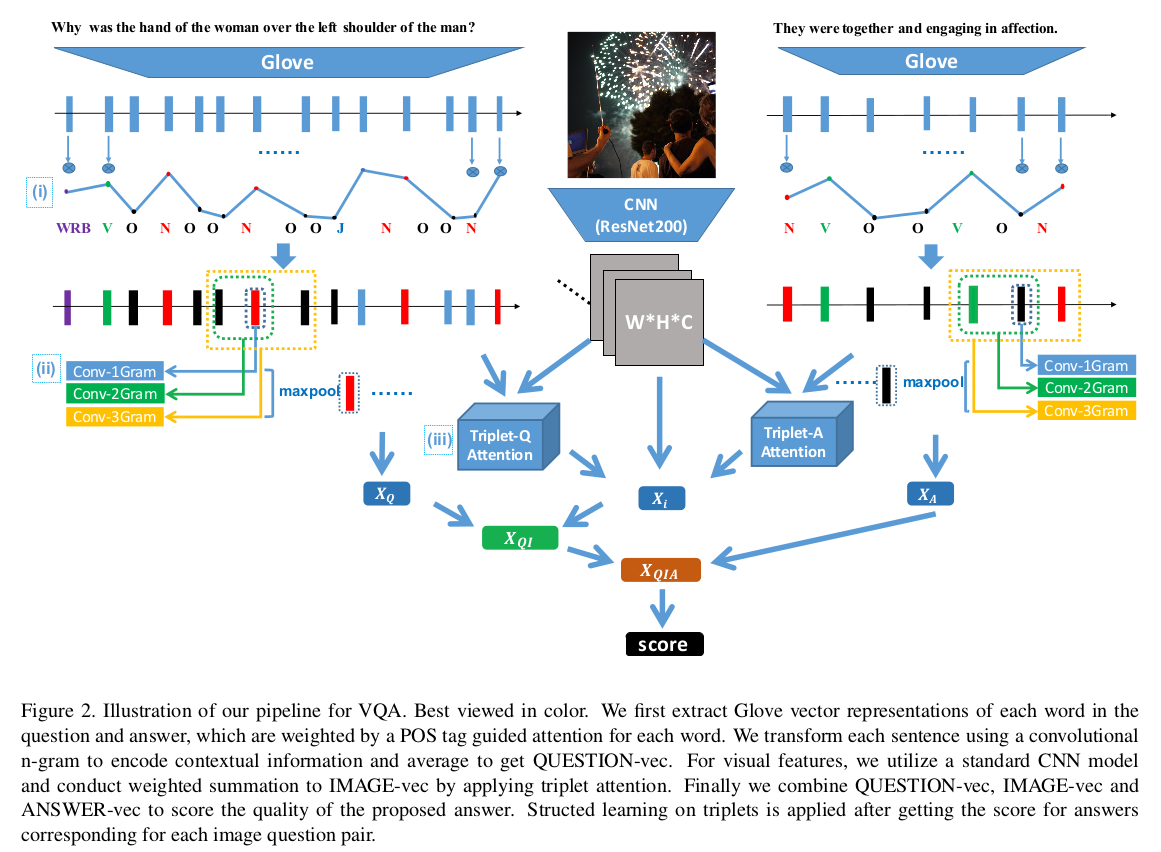 Why was the hand of the woman over the left shoulder of the man?
They were together and engaging in affection.
Glove
Glove
......
......
CNN
(ResNet200)
(i)
WRB V O N O O N O O J N O O N
N V O O V O N
W*H*C
(ii)
Conv-1Gram
Conv-2Gram
Conv-3Gram
maxpool
......
......
maxpool
Conv-1Gram
Conv-2Gram
Conv-3Gram
(iii)
Triplet-Q
Attention
Triplet-A
Attention
X_Q
X_i
X_A
X_QI
X_QIA
score
Figure 2. Illustration of our pipeline for VQA. Best viewed in color. We first extract Glove vector representations of each word in the
question and answer, which are weighted by a POS tag guided attention for each word. We transform each sentence using a convolutional
n-gram to encode contextual information and average to get QUESTION-vec. For visual features, we utilize a standard CNN model
and conduct weighted summation to IMAGE-vec by applying triplet attention. Finally we combine QUESTION-vec, IMAGE-vec and
ANSWER-vec to score the quality of the proposed answer. Structed learning on triplets is applied after getting the score for answers
corresponding for each image question pair.